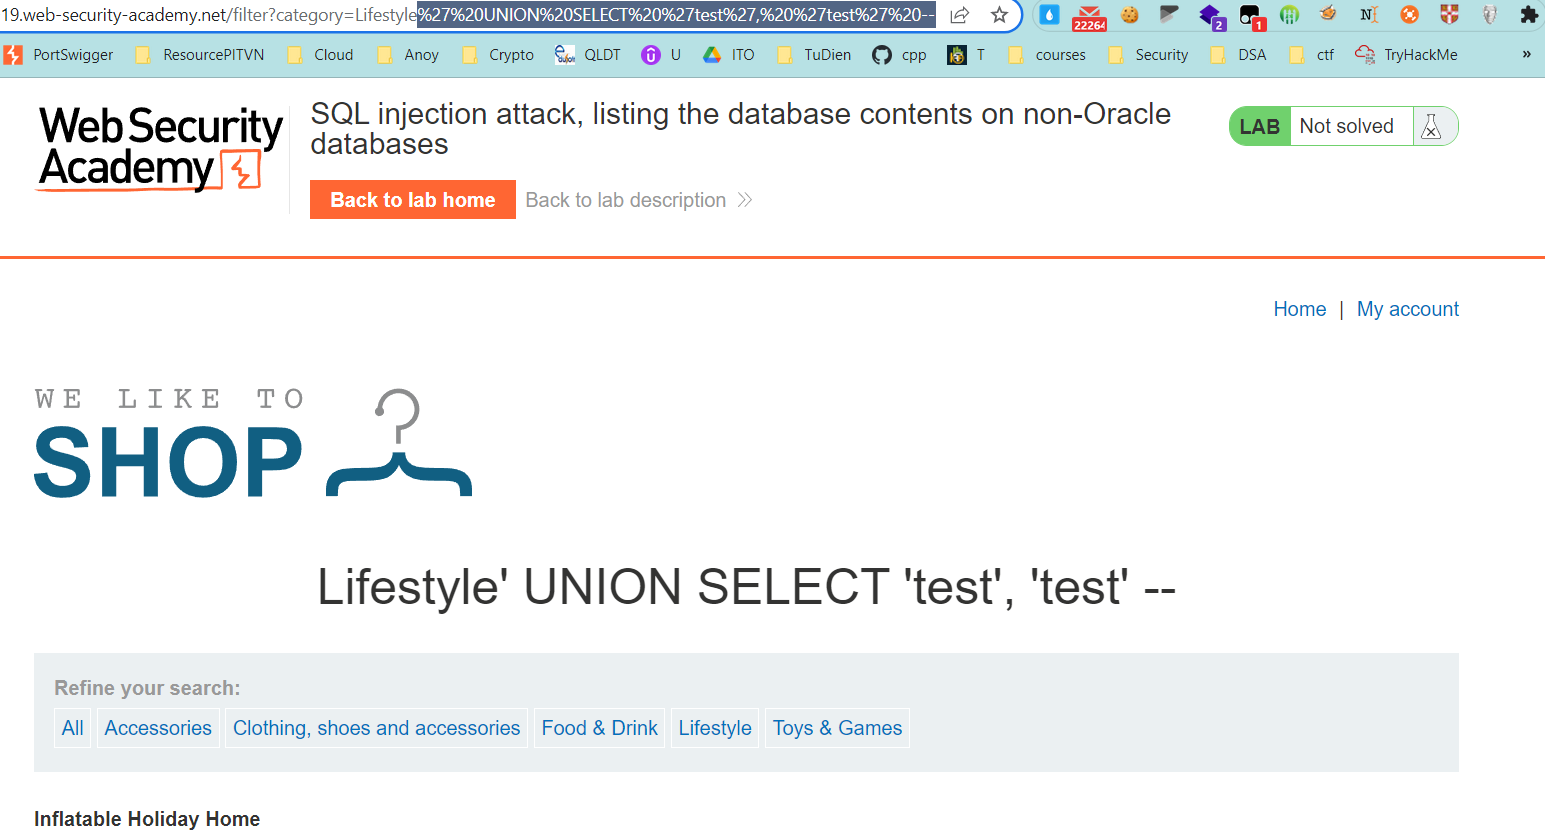 19.web-security-academy.net/filter?category=Lifestyle%27%20UNION%20SELECT%20%27test%27,%20%27test%27%20--
22264 2 1
PortSwigger ResourcePITVN Cloud Anoy Crypto QLDT U ITO TuDien cpp T courses Security DSA ctf TryHackMe »
Web Security
Academy
SQL injection attack, listing the database contents on non-Oracle
databases
LAB Not solved
Back to lab home Back to lab description
Home | My account
WE LIKE TO
SHOP
Lifestyle' UNION SELECT 'test', 'test' --
Refine your search:
All Accessories Clothing, shoes and accessories Food & Drink Lifestyle Toys & Games
Inflatable Holiday Home